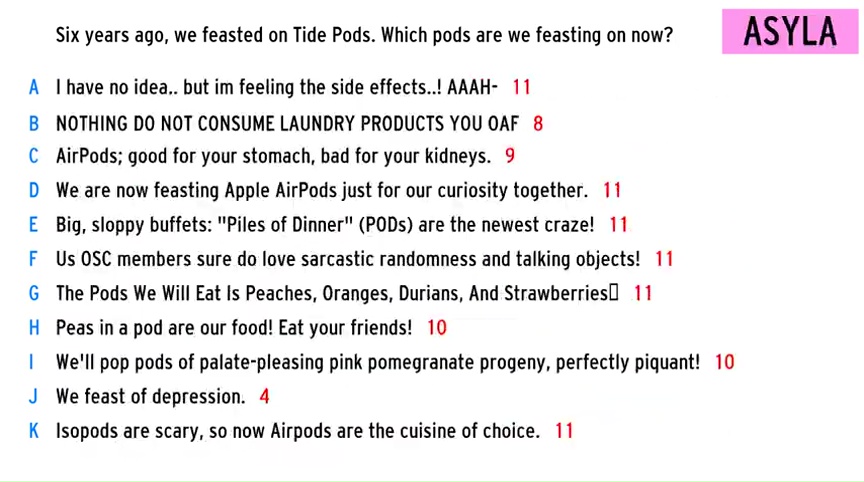 Six years ago, we feasted on Tide Pods. Which pods are we feasting on now?
ASYLA
A I have no idea.. but im feeling the side effects..! AAAH- 11
B NOTHING DO NOT CONSUME LAUNDRY PRODUCTS YOU OAF 8
C AirPods; good for your stomach, bad for your kidneys. 9
D We are now feasting Apple AirPods just for our curiosity together. 11
E Big, sloppy buffets: "Piles of Dinner" (PODs) are the newest craze! 11
F Us OSC members sure do love sarcastic randomness and talking objects! 11
G The Pods We Will Eat Is Peaches, Oranges, Durians, And Strawberries▯ 11
H Peas in a pod are our food! Eat your friends! 10
I We'll pop pods of palate-pleasing pink pomegranate progeny, perfectly piquant! 10
J We feast of depression. 4
K Isopods are scary, so now Airpods are the cuisine of choice. 11